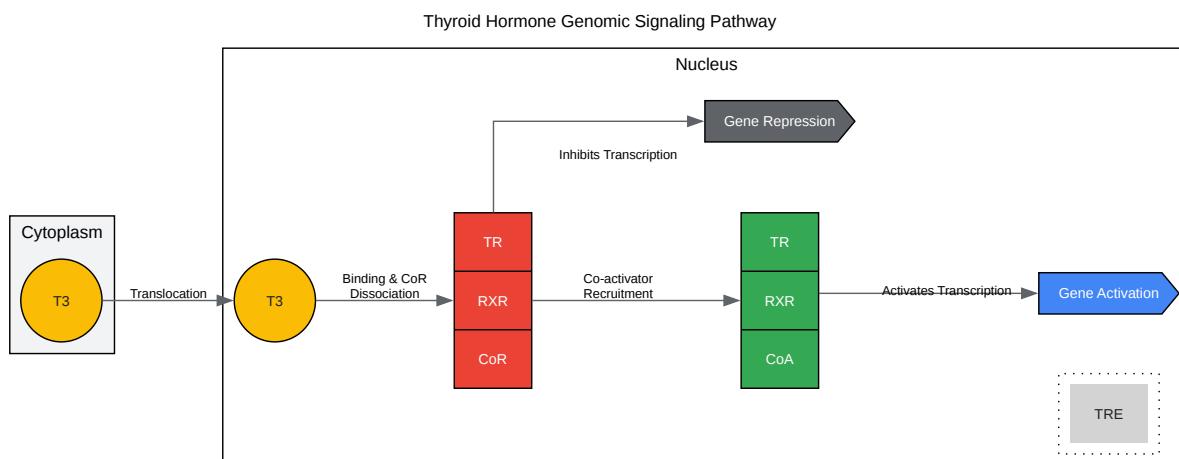 Thyroid Hormone Genomic Signaling Pathway
Nucleus
Gene Repression
Inhibits Transcription
Cytoplasm
T3
Translocation
T3
Binding & CoR
Dissociation
TR
RXR
CoR
Co-activator
Recruitment
TR
RXR
CoA
Activates Transcription
Gene Activation
TRE